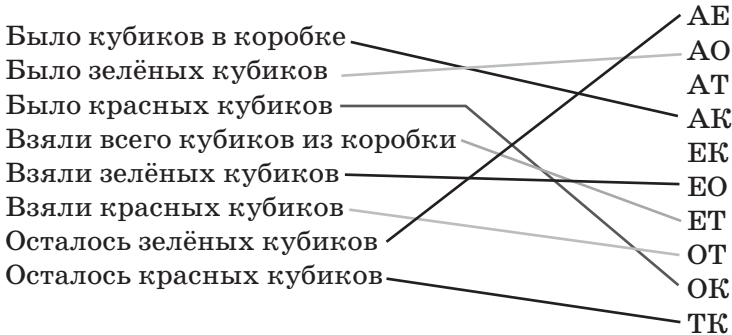 Было кубиков в коробке
Было зелёных кубиков
Было красных кубиков
Взяли всего кубиков из коробки
Взяли зелёных кубиков
Взяли красных кубиков
Осталось зелёных кубиков
Осталось красных кубиков
АЕ
АО
АТ
АК
ЕК
ЕО
ЕТ
ОТ
ОК
ТК